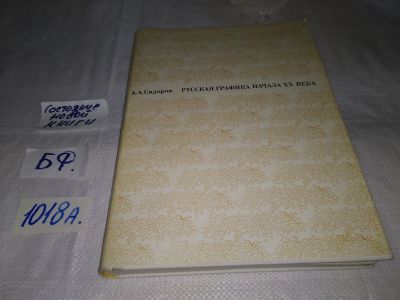 Состояние
новой
книги
БФ.
1018А.
А.А.Сидоров РУССКАЯ ГРАФИКА НАЧАЛА XX ВЕКА